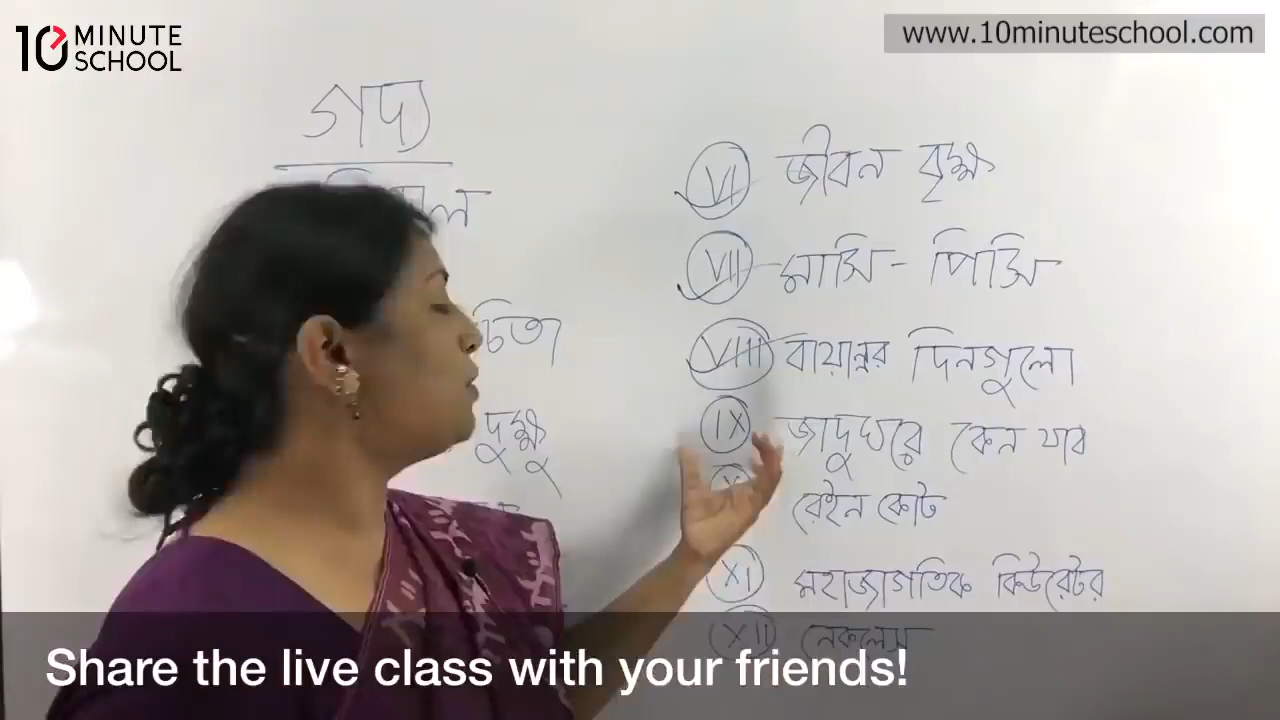 10 MINUTE SCHOOL
www.10minuteschool.com
গদ্য
চিত্র
দুক্ষু
VI জীবন বৃক্ষ
VII মাসি - পিসি
VIII বায়ান্নর দিনগুলো
IX জাদুঘরে কেন যাব
X রেইন কোট
XI মহাজাগতিক কিউরেটর
XII নেকলেস
Share the live class with your friends!